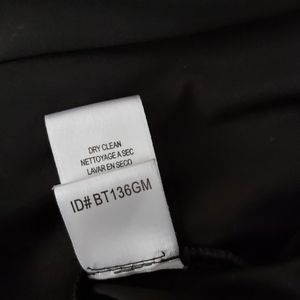 DRY CLEAN
NETTOYAGE A SEC
LAVAR EN SECO
ID# BT136GM